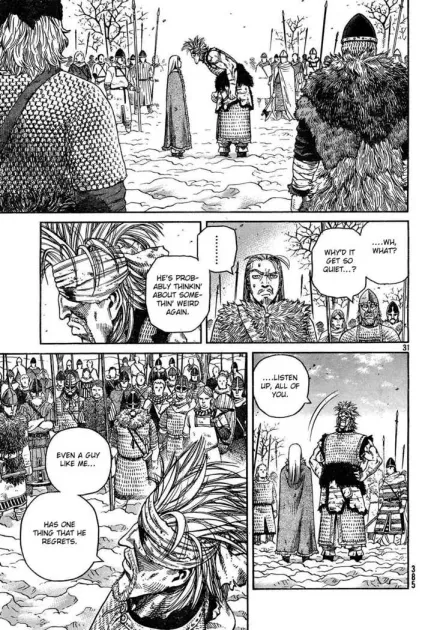 ....WH,
WHAT?
WHY'D IT
GET SO
QUIET...?
......
HE'S PROB-
ABLY THINKIN'
ABOUT SOME-
THIN' WEIRD
AGAIN.
31
....LISTEN
UP, ALL OF
YOU.
EVEN A GUY
LIKE ME...
HAS ONE
THING THAT HE
REGRETS.
385